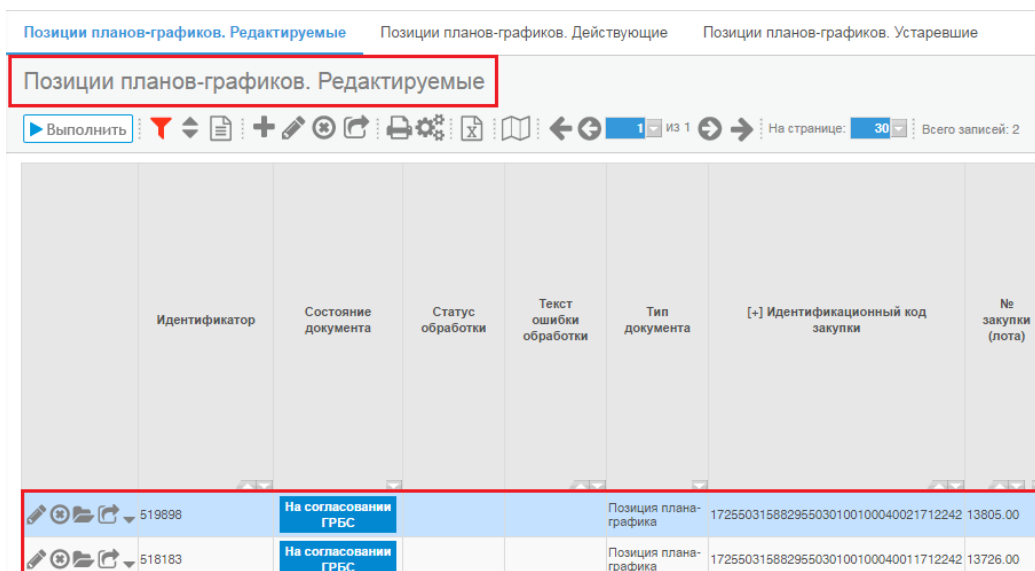 Позиции планов-графиков. Редактируемые Позиции планов-графиков. Действующие Позиции планов-графиков. Устаревшие
Позиции планов-графиков. Редактируемые
Выполнить 1 из 1 На странице: 30 Всего записей: 2
Идентификатор
Состояние
документа
Статус
обработки
Текст
ошибки
обработки
Тип
документа
[+] Идентификационный код
закупки
№
закупки
(лота)
519898 На согласовании
ГРБС
Позиция плана-
графика
172550315882955030100100040021712242 13805.00
518183 На согласовании
ГРБС
Позиция плана-
графика
172550315882955030100100040011712242 13726.00